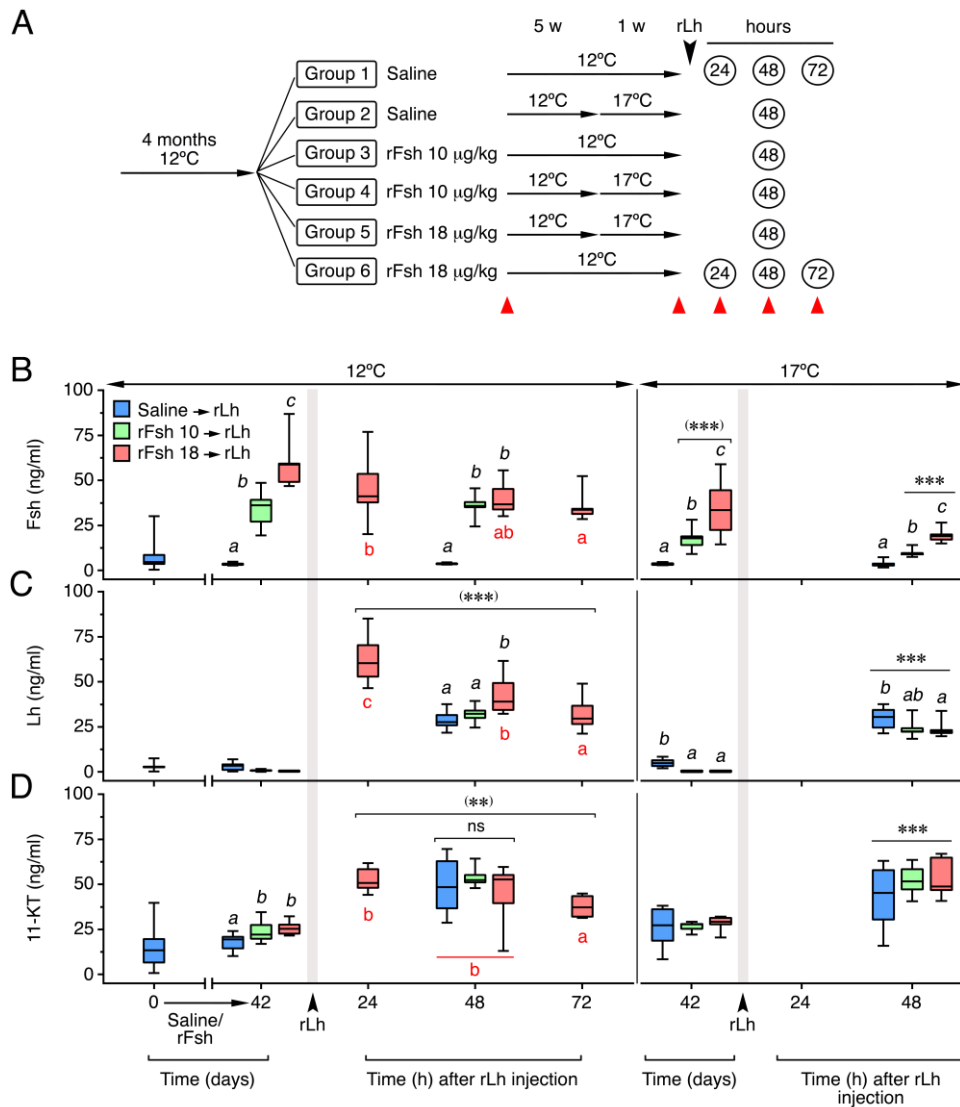 A
5 w 1 w rLh hours
Group 1 Saline 12ºC 24 48 72
Group 2 Saline 12ºC 17ºC 48
4 months
12ºC
Group 3 rFsh 10 µg/kg 12ºC 48
Group 4 rFsh 10 µg/kg 12ºC 17ºC 48
Group 5 rFsh 18 µg/kg 12ºC 17ºC 48
Group 6 rFsh 18 µg/kg 12ºC 24 48 72
B
12ºC 17ºC
Fsh (ng/ml)
100
75
50
25
0
Saline → rLh
rFsh 10 → rLh
rFsh 18 → rLh
a b c
b
a b b
ab
a
(***)
a b c
***
a b c
C
Lh (ng/ml)
100
75
50
25
0
(***)
c
a a b
b
a
b a a
***
b ab a
D
11-KT (ng/ml)
100
75
50
25
0
a b b
(**)
ns
b
b
a
***
0 42 24 48 72 42 24 48
Saline/
rFsh
rLh rLh
Time (days) Time (h) after rLh injection Time (days) Time (h) after rLh
injection